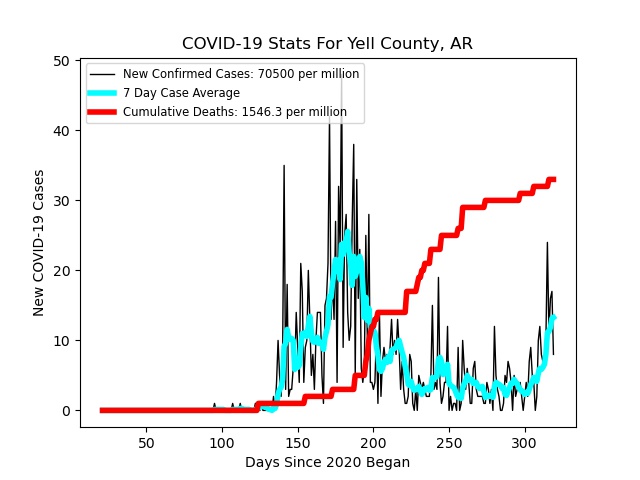 COVID-19 Stats For Yell County, AR
New Confirmed Cases: 70500 per million
7 Day Case Average
Cumulative Deaths: 1546.3 per million
New COVID-19 Cases
50
40
30
20
10
0
50 100 150 200 250 300
Days Since 2020 Began